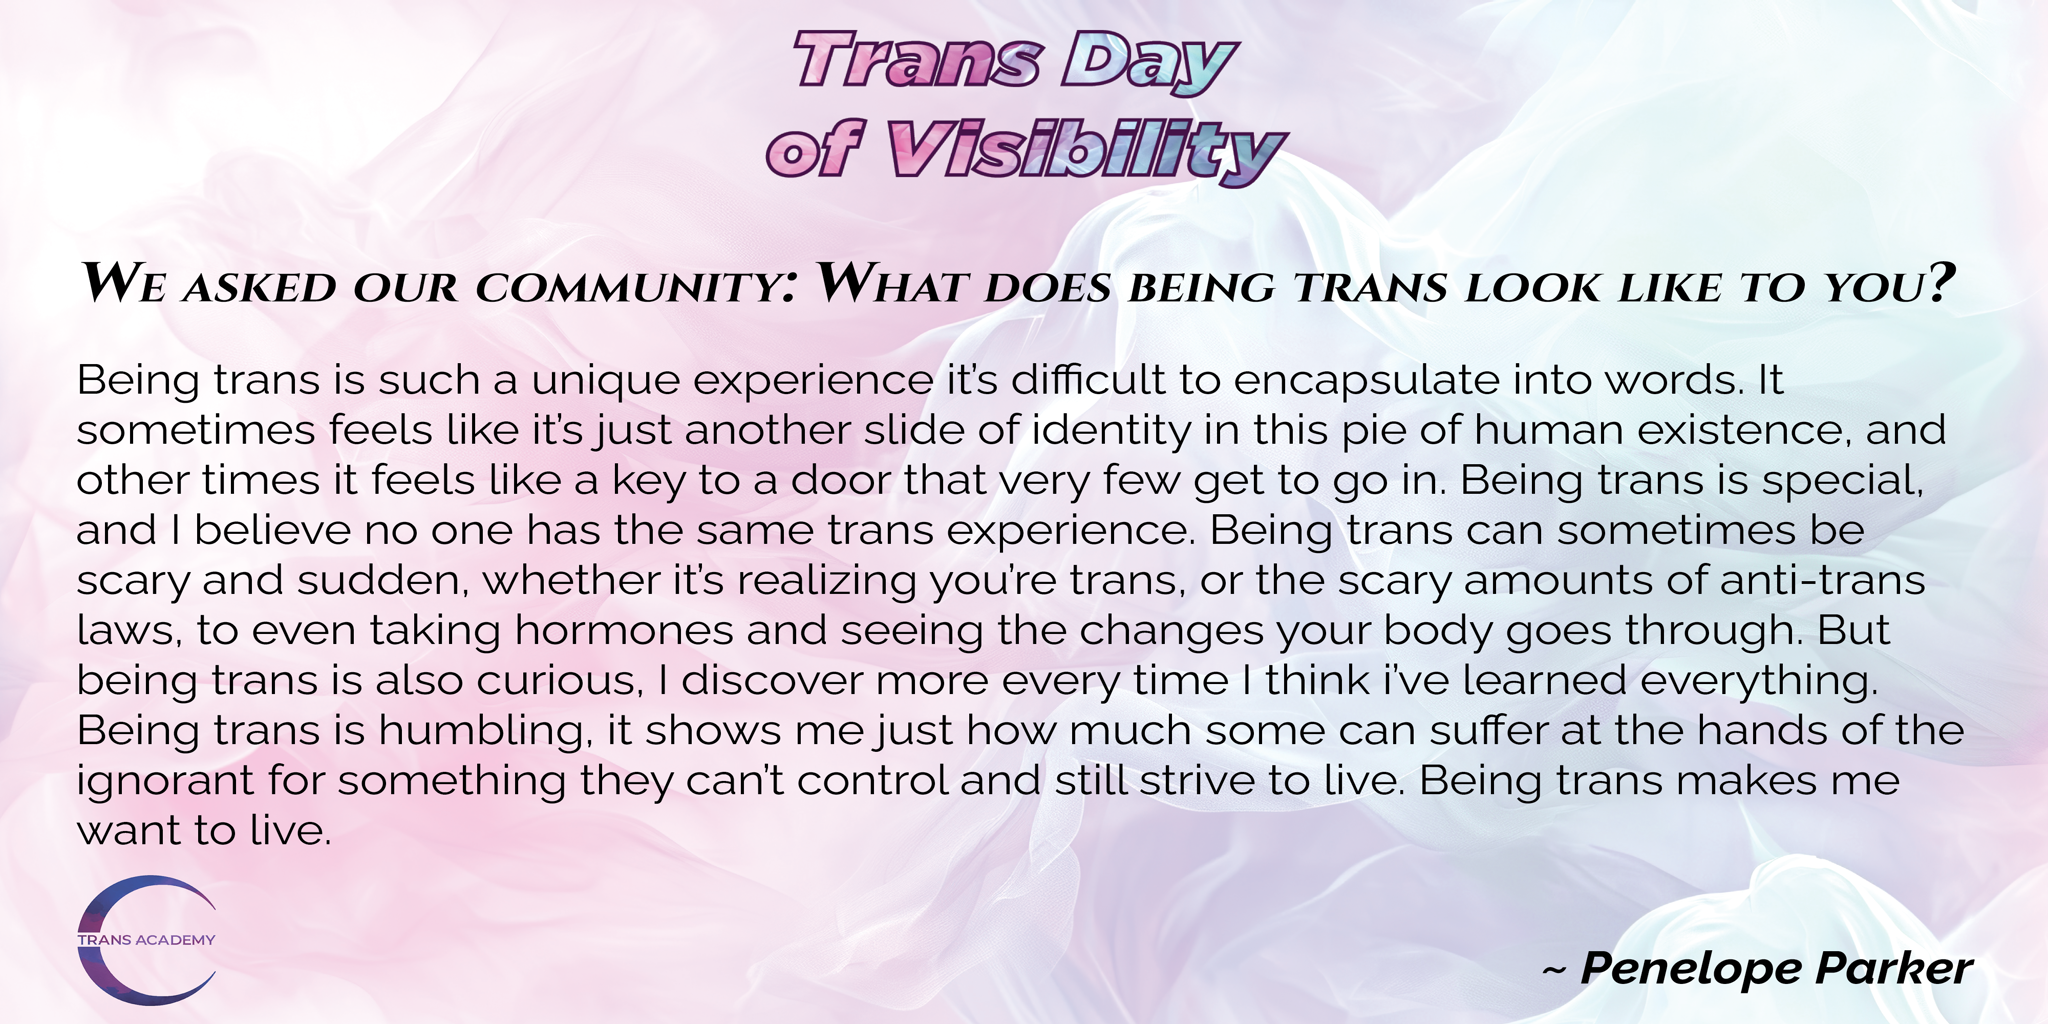 Trans Day
of Visibility
We asked our community: What does being trans look like to you?
Being trans is such a unique experience it's difficult to encapsulate into words. It
sometimes feels like it's just another slide of identity in this pie of human existence, and
other times it feels like a key to a door that very few get to go in. Being trans is special,
and I believe no one has the same trans experience. Being trans can sometimes be
scary and sudden, whether it's realizing you're trans, or the scary amounts of anti-trans
laws, to even taking hormones and seeing the changes your body goes through. But
being trans is also curious, I discover more every time I think i've learned everything.
Being trans is humbling, it shows me just how much some can suffer at the hands of the
ignorant for something they can't control and still strive to live. Being trans makes me
want to live.
TRANS ACADEMY
~ Penelope Parker